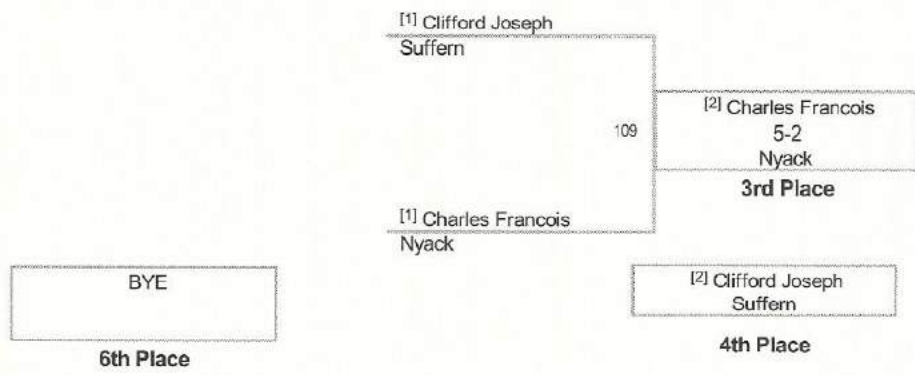 [1] Clifford Joseph
Suffern
[2] Charles Francois
109
5-2
Nyack
3rd Place
[1] Charles Francois
Nyack
BYE
6th Place
[2] Clifford Joseph
Suffern
4th Place